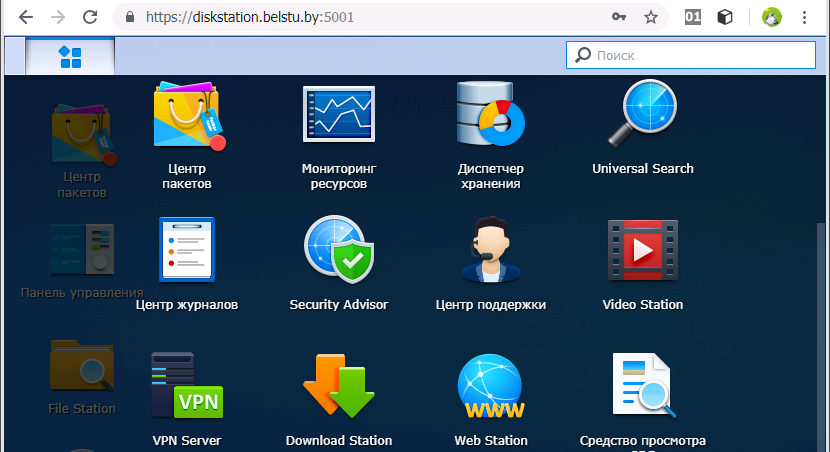 https://diskstation.belstu.by:5001
01
Поиск
Центр
пакетов
Мониторинг
ресурсов
Диспетчер
хранения
Universal Search
Центр
пакетов
Панель управления
Центр журналов
Security Advisor
Центр поддержки
Video Station
File Station
VPN
WWW
VPN Server
Download Station
Web Station
Средство просмотра